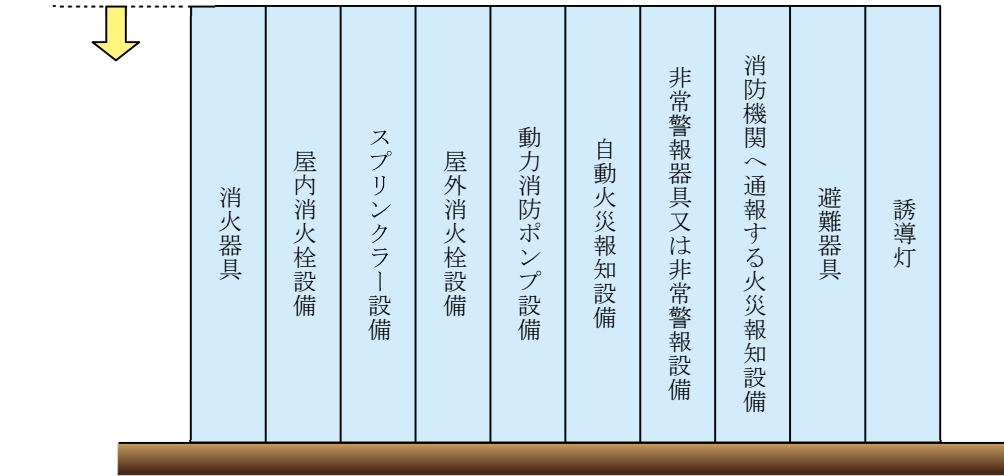 消火器具
屋内消火栓設備
スプリンクラー設備
屋外消火栓設備
動力消防ポンプ設備
自動火災報知設備
非常警報器具又は非常警報設備
消防機関へ通報する火災報知設備
避難器具
誘導灯